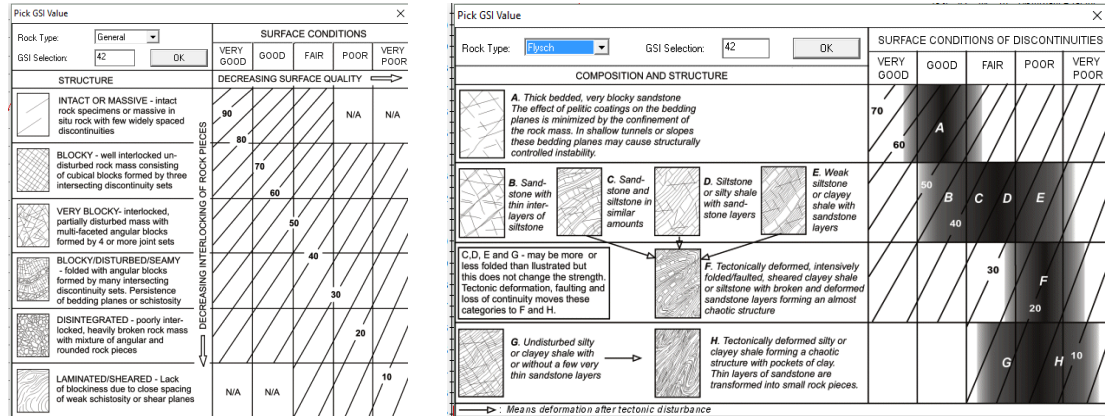 Pick GSI Value
Rock Type:
General
GSI Selection:
42
OK
SURFACE CONDITIONS
VERY GOOD
GOOD
FAIR
POOR
VERY POOR
STRUCTURE
DECREASING SURFACE QUALITY
DECREASING INTERLOCKING OF ROCK PIECES
INTACT OR MASSIVE - intact
rock specimens or massive in
situ rock with few widely spaced
discontinuities
90
80
N/A
N/A
BLOCKY - well interlocked un-
disturbed rock mass consisting
of cubical blocks formed by three
intersecting discontinuity sets
70
60
VERY BLOCKY- interlocked,
partially disturbed mass with
multi-faceted angular blocks
formed by 4 or more joint sets
50
BLOCKY/DISTURBED/SEAMY
- folded with angular blocks
formed by many intersecting
discontinuity sets. Persistence
of bedding planes or schistosity
40
30
DISINTEGRATED - poorly inter-
locked, heavily broken rock mass
with mixture of angular and
rounded rock pieces
20
LAMINATED/SHEARED - Lack
of blockiness due to close spacing
of weak schistosity or shear planes
N/A
N/A
10
Pick GSI Value
Rock Type:
Flysch
GSI Selection:
42
OK
SURFACE CONDITIONS OF DISCONTINUITIES
VERY GOOD
GOOD
FAIR
POOR
VERY POOR
COMPOSITION AND STRUCTURE
A. Thick bedded, very blocky sandstone
The effect of pelitic coatings on the bedding
planes is minimized by the confinement of
the rock mass. In shallow tunnels or slopes
these bedding planes may cause structurally
controlled instability.
70
60
A
B. Sand-
stone with
thin inter-
layers of
siltstone
C. Sand-
stone and
siltstone in
similar
amounts
D. Siltstone
or silty shale
with sand-
stone layers
E. Weak
siltstone
or clayey
shale with
sandstone
layers
50
B
C
D
E
40
C,D, E and G - may be more or
less folded than llustrated but
this does not change the strength.
Tectonic deformation, faulting and
loss of continuity moves these
categories to F and H.
F. Tectonically deformed, intensively
folded/faulted, sheared clayey shale
or siltstone with broken and deformed
sandstone layers forming an almost
chaotic structure
30
F
20
G. Undisturbed silty
or clayey shale with
or without a few very
thin sandstone layers
H. Tectonically deformed silty or
clayey shale forming a chaotic
structure with pockets of clay.
Thin layers of sandstone are
transformed into small rock pieces.
G
H
10
: Means deformation after tectonic disturbance